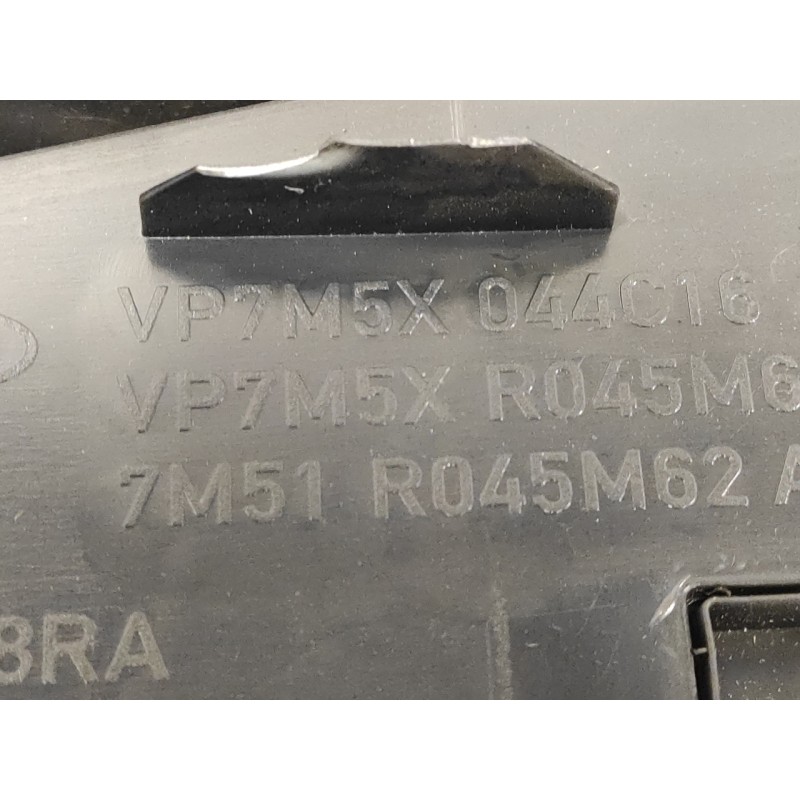 VP7M5X 044C16
VP7M5X R045M6
7M51 R045M62 A
8RA